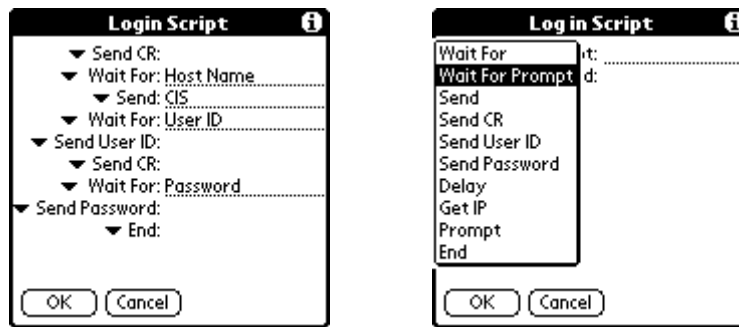 Login Script
Send CR:
Wait For: Host Name
Send: CIS
Wait For: User ID
Send User ID:
Send CR:
Wait For: Password
Send Password:
End:
OK Cancel
Log in Script
Wait For
Wait For Prompt
Send
Send CR
Send User ID
Send Password
Delay
Get IP
Prompt
End
t:
d:
OK Cancel